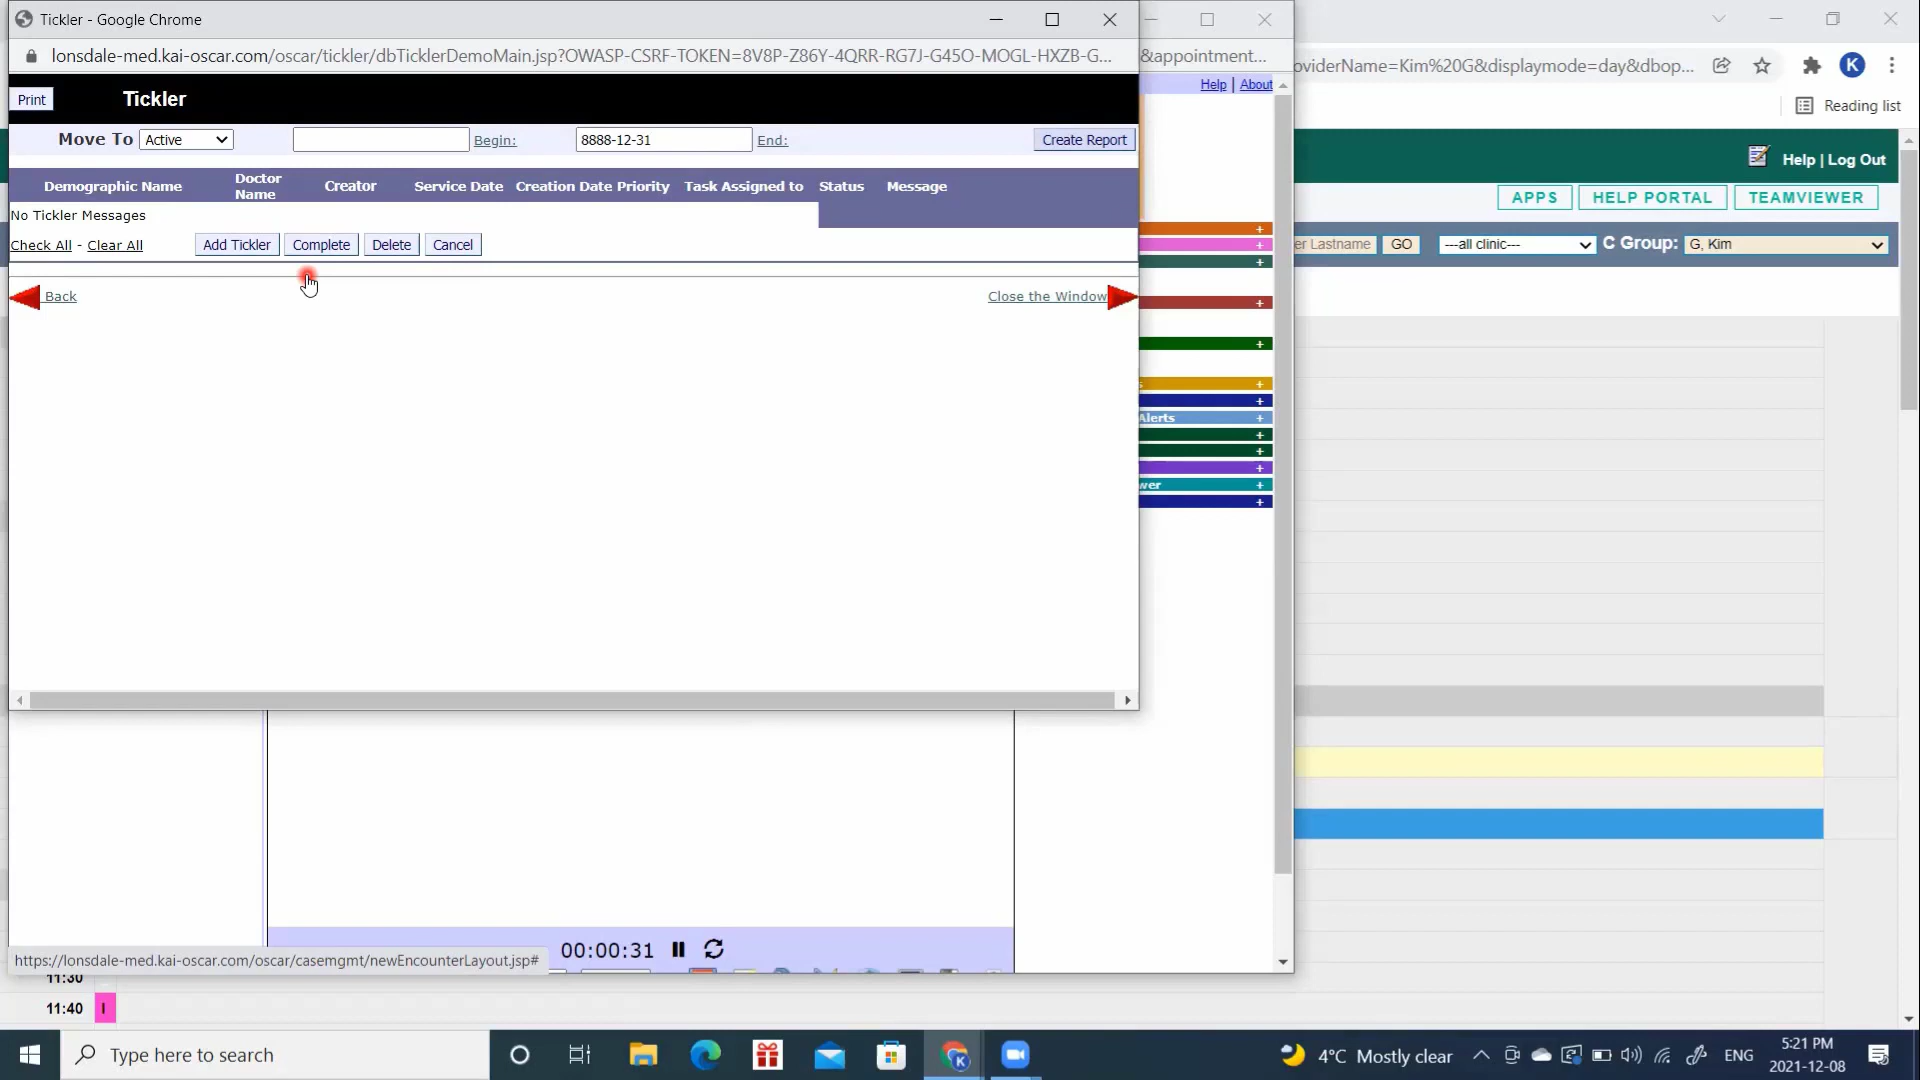 Tickler - Google Chrome
lonsdale-med.kai-oscar.com/oscar/tickler/dbTicklerDemoMain.jsp?OWASP-CSRF-TOKEN=8V8P-Z86Y-4QRR-RG7J-G45O-MOGL-HXZB-G...
&appointment...
oviderName=Kim%20G&displaymode=day&dbop...
K
Reading list
Print
Tickler
Help | About
Help | Log Out
APPS
HELP PORTAL
TEAMVIEWER
Move To
Active
Begin:
8888-12-31
End:
Create Report
Demographic Name
Doctor Name
Creator
Service Date
Creation Date
Priority
Task Assigned to
Status
Message
No Tickler Messages
Check All - Clear All
Add Tickler
Complete
Delete
Cancel
er Lastname
GO
---all clinic---
C Group:
G, Kim
Back
Close the Window
Alerts
wer
00:00:31
https://lonsdale-med.kai-oscar.com/oscar/casemgmt/newEncounterLayout.jsp#
11:30
11:40
I
Type here to search
4°C Mostly clear
ENG
5:21 PM
2021-12-08